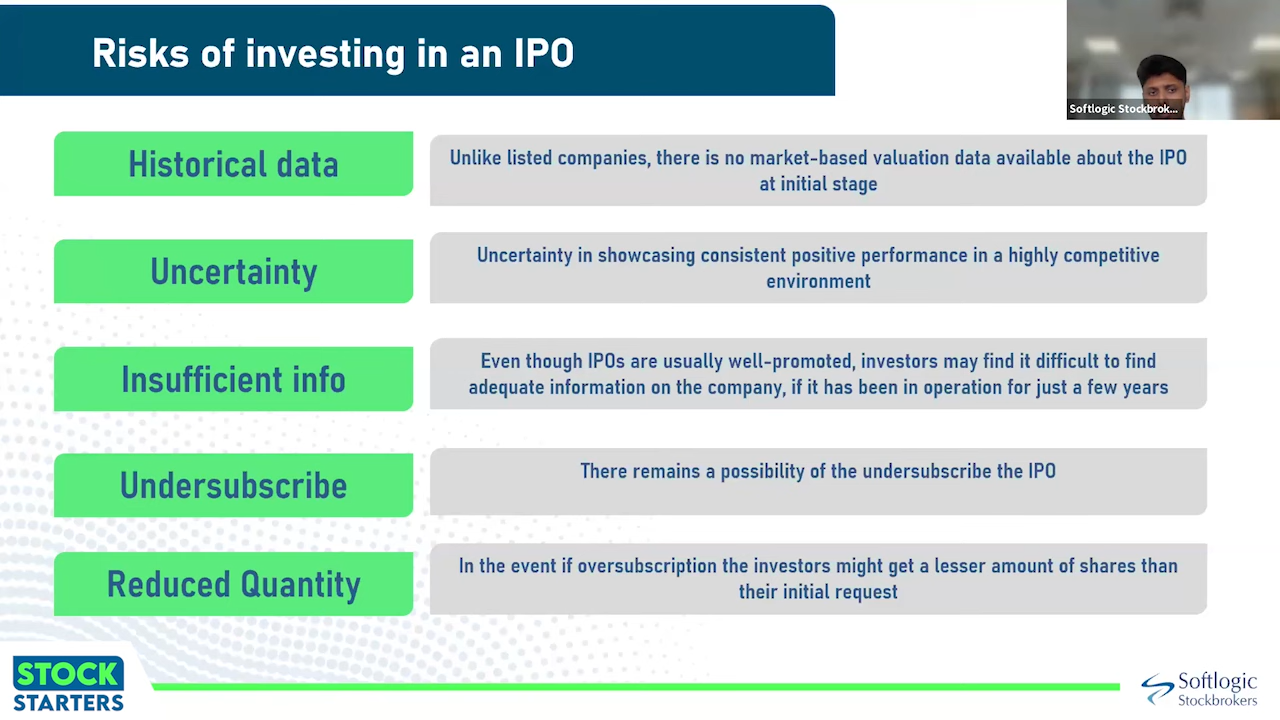 Risks of investing in an IPO
Softlogic Stockbrok...
Historical data
Unlike listed companies, there is no market-based valuation data available about the IPO
at initial stage
Uncertainty
Uncertainty in showcasing consistent positive performance in a highly competitive
environment
Insufficient info
Even though IPOs are usually well-promoted, investors may find it difficult to find
adequate information on the company, if it has been in operation for just a few years
Undersubscribe
There remains a possibility of the undersubscribe the IPO
Reduced Quantity
In the event if oversubscription the investors might get a lesser amount of shares than
their initial request
STOCK
STARTERS
Softlogic
Stockbrokers